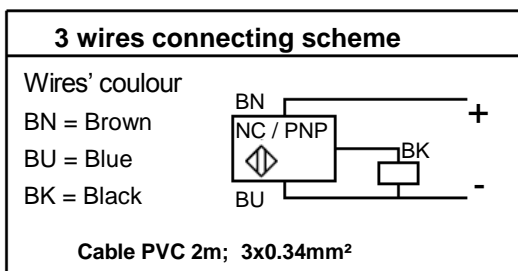 3 wires connecting scheme
Wires' coulour
BN = Brown
BU = Blue
BK = Black
BN
NC / PNP
BK
BU
+
-
Cable PVC 2m; 3x0.34mm²